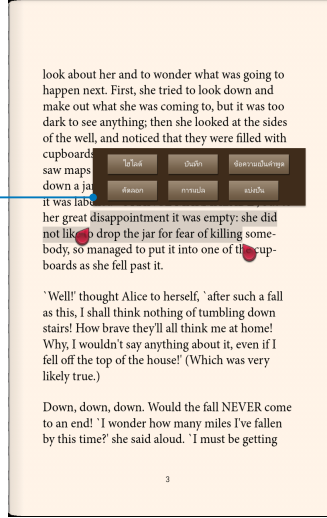 look about her and to wonder what was going to
happen next. First, she tried to look down and
make out what she was coming to, but it was too
dark to see anything; then she looked at the sides
of the well, and noticed that they were filled with
cupboards
ไฮไลต์ บันทึก ข้อความเป็นคำพูด
saw maps
คัดลอก การแปล แบ่งปัน
down a jar
it was labe
her great disappointment it was empty: she did
not like to drop the jar for fear of killing some-
body, so managed to put it into one of the cup-
boards as she fell past it.
`Well!' thought Alice to herself, `after such a fall
as this, I shall think nothing of tumbling down
stairs! How brave they'll all think me at home!
Why, I wouldn't say anything about it, even if I
fell off the top of the house!' (Which was very
likely true.)
Down, down, down. Would the fall NEVER come
to an end! `I wonder how many miles I've fallen
by this time?' she said aloud. `I must be getting
3